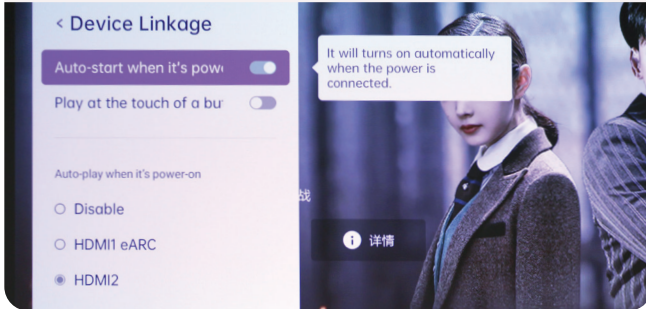 < Device Linkage
Auto-start when it's pow
It will turns on automatically
when the power is
connected.
Play at the touch of a bu
Auto-play when it's power-on
Disable
战
HDMI1 eARC
详情
HDMI2